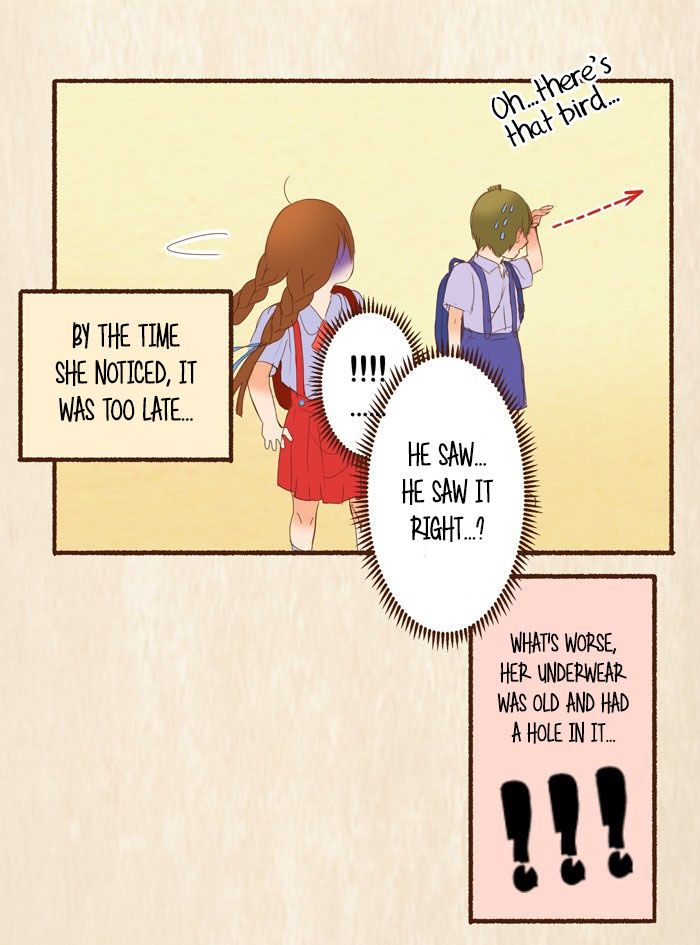 Oh...there's
that bird...
BY THE TIME
SHE NOTICED, IT
WAS TOO LATE...
!!!!
......
HE SAW...
HE SAW IT
RIGHT...?
WHAT'S WORSE,
HER UNDERWEAR
WAS OLD AND HAD
A HOLE IN IT...
!!!